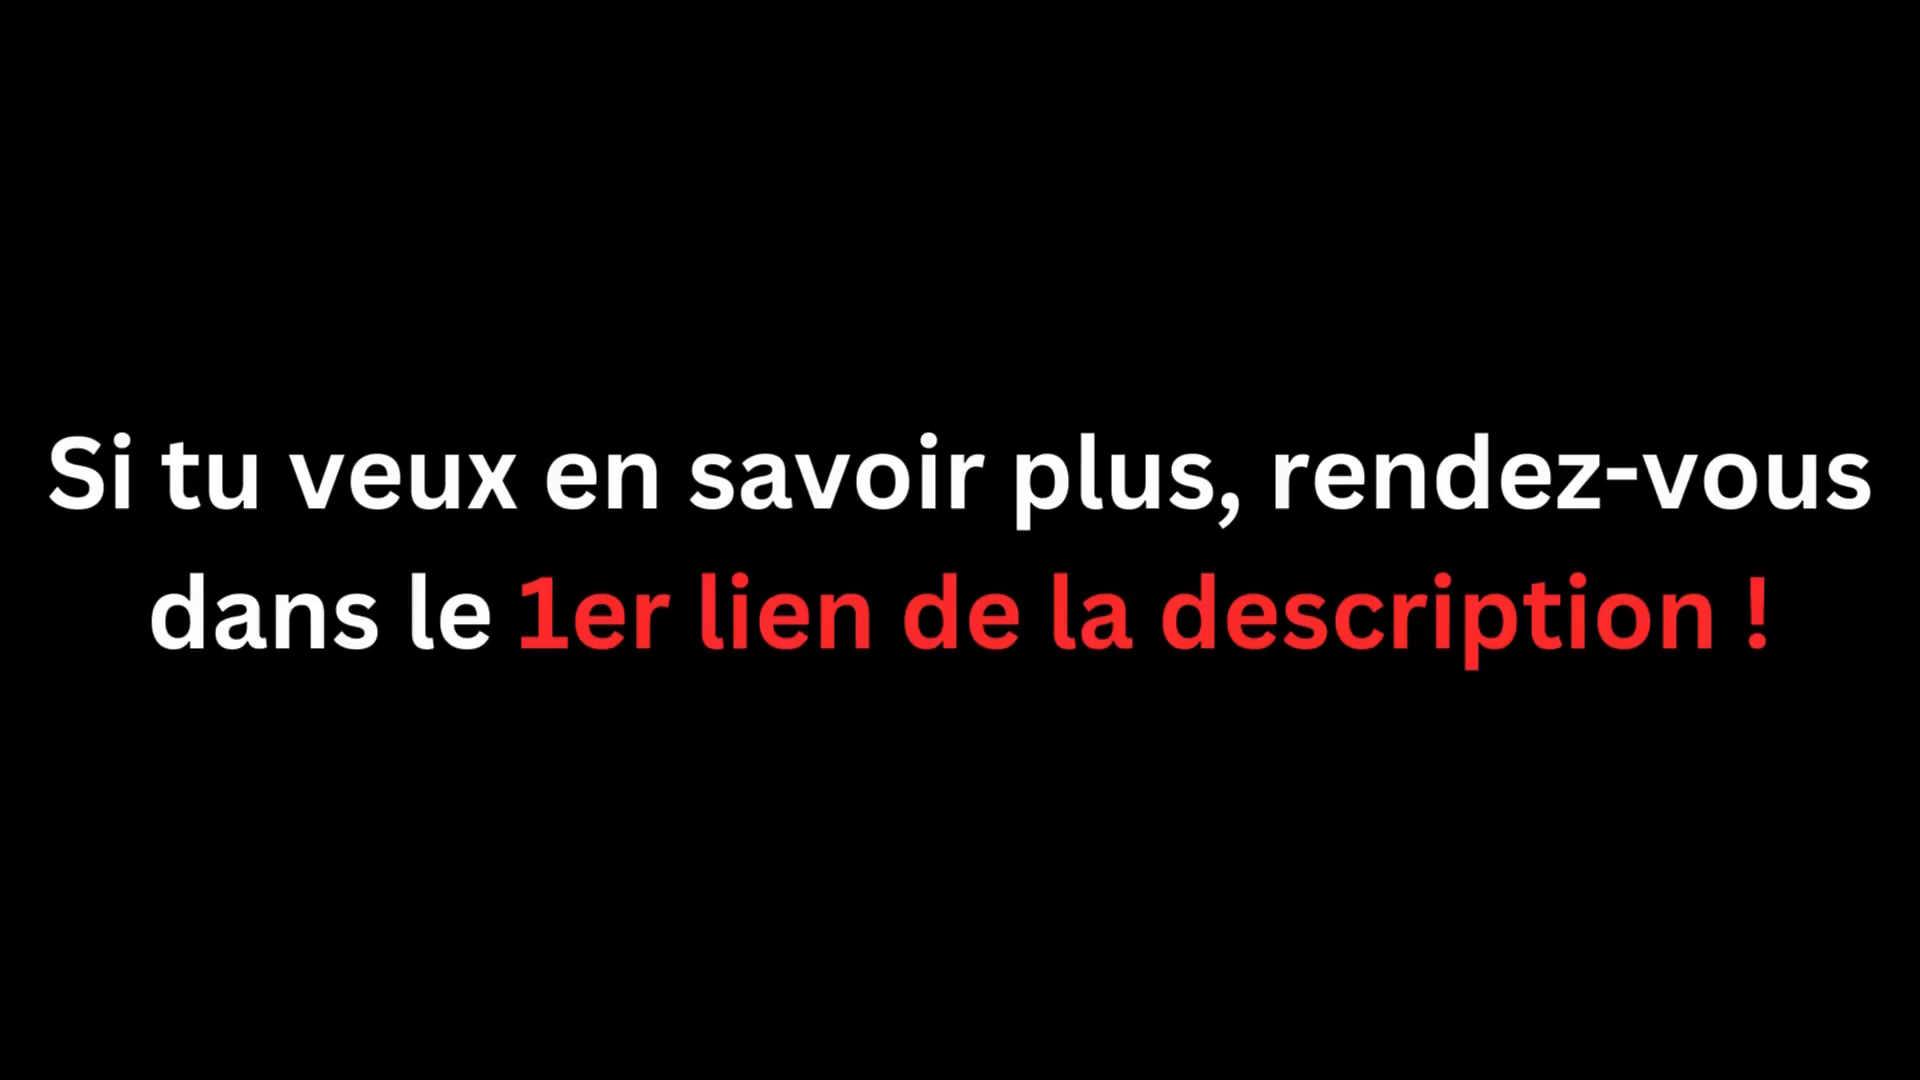 Si tu veux en savoir plus, rendez-vous
dans le 1er lien de la description !